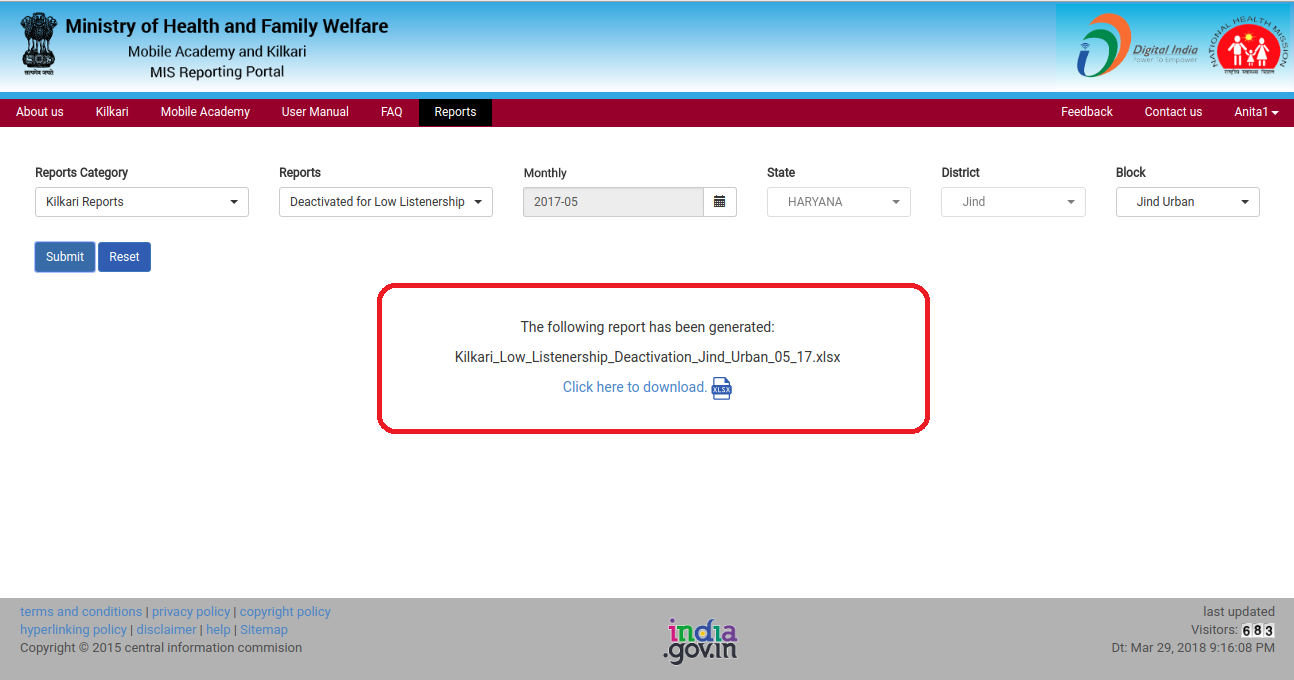 Ministry of Health and Family Welfare
Mobile Academy and Kilkari
MIS Reporting Portal
सत्यमेव जयते
Digital India
Power To Empower
NATIONAL HEALTH MISSION
राष्ट्रीय स्वास्थ्य मिशन
About us Kilkari Mobile Academy User Manual FAQ Reports Feedback Contact us Anita1
Reports Category Reports Monthly State District Block
Kilkari Reports Deactivated for Low Listenership 2017-05 HARYANA Jind Jind Urban
Submit Reset
The following report has been generated:
Kilkari_Low_Listenership_Deactivation_Jind_Urban_05_17.xlsx
Click here to download. XLSX
terms and conditions | privacy policy | copyright policy
hyperlinking policy | disclaimer | help | Sitemap
Copyright © 2015 central information commision
india
.gov.in
last updated
Visitors: 683
Dt: Mar 29, 2018 9:16:08 PM